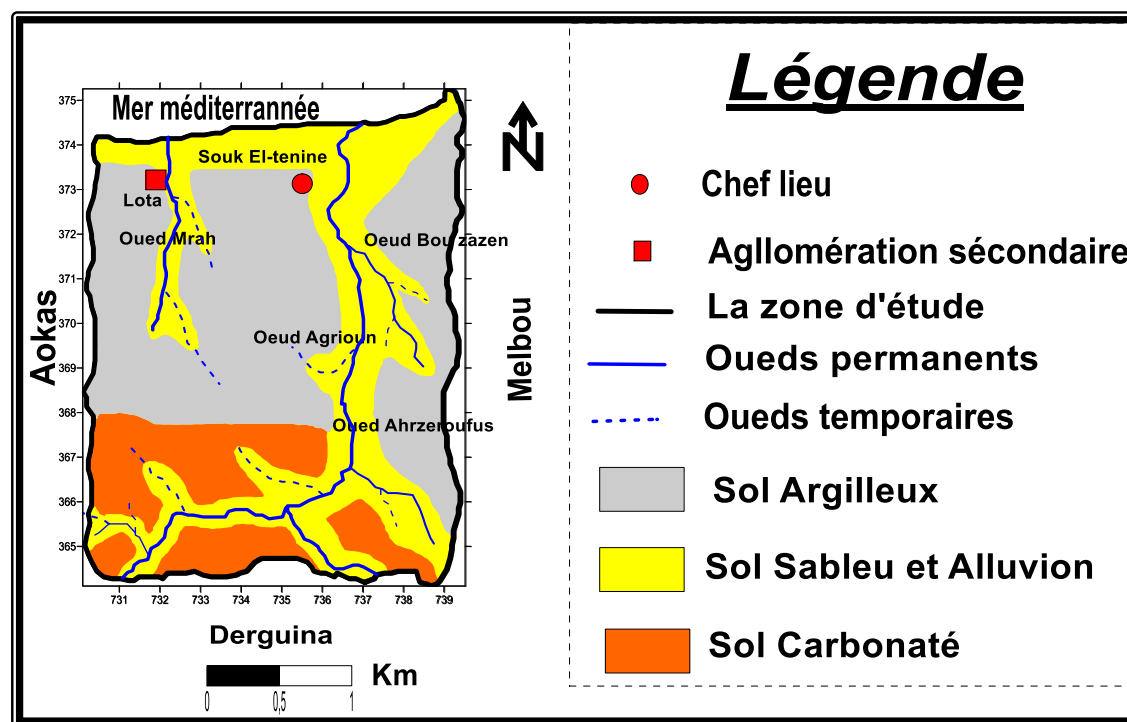 Légende
375
Mer méditerrannée
374
Souk El-tenine
373
Lota
Oued Mrah
Oeud Bourzazen
372
371
370
Oeud Agrioun
369
368
Oued Ahrzeroufus
367
366
365
731 732 733 734 735 736 737 738 739
Aokas
Melbou
N
Derguina
Km
0 0,5 1
Chef lieu
Agllomération sécondaire
La zone d'étude
Oueds permanents
Oueds temporaires
Sol Argilleux
Sol Sableu et Alluvion
Sol Carbonaté